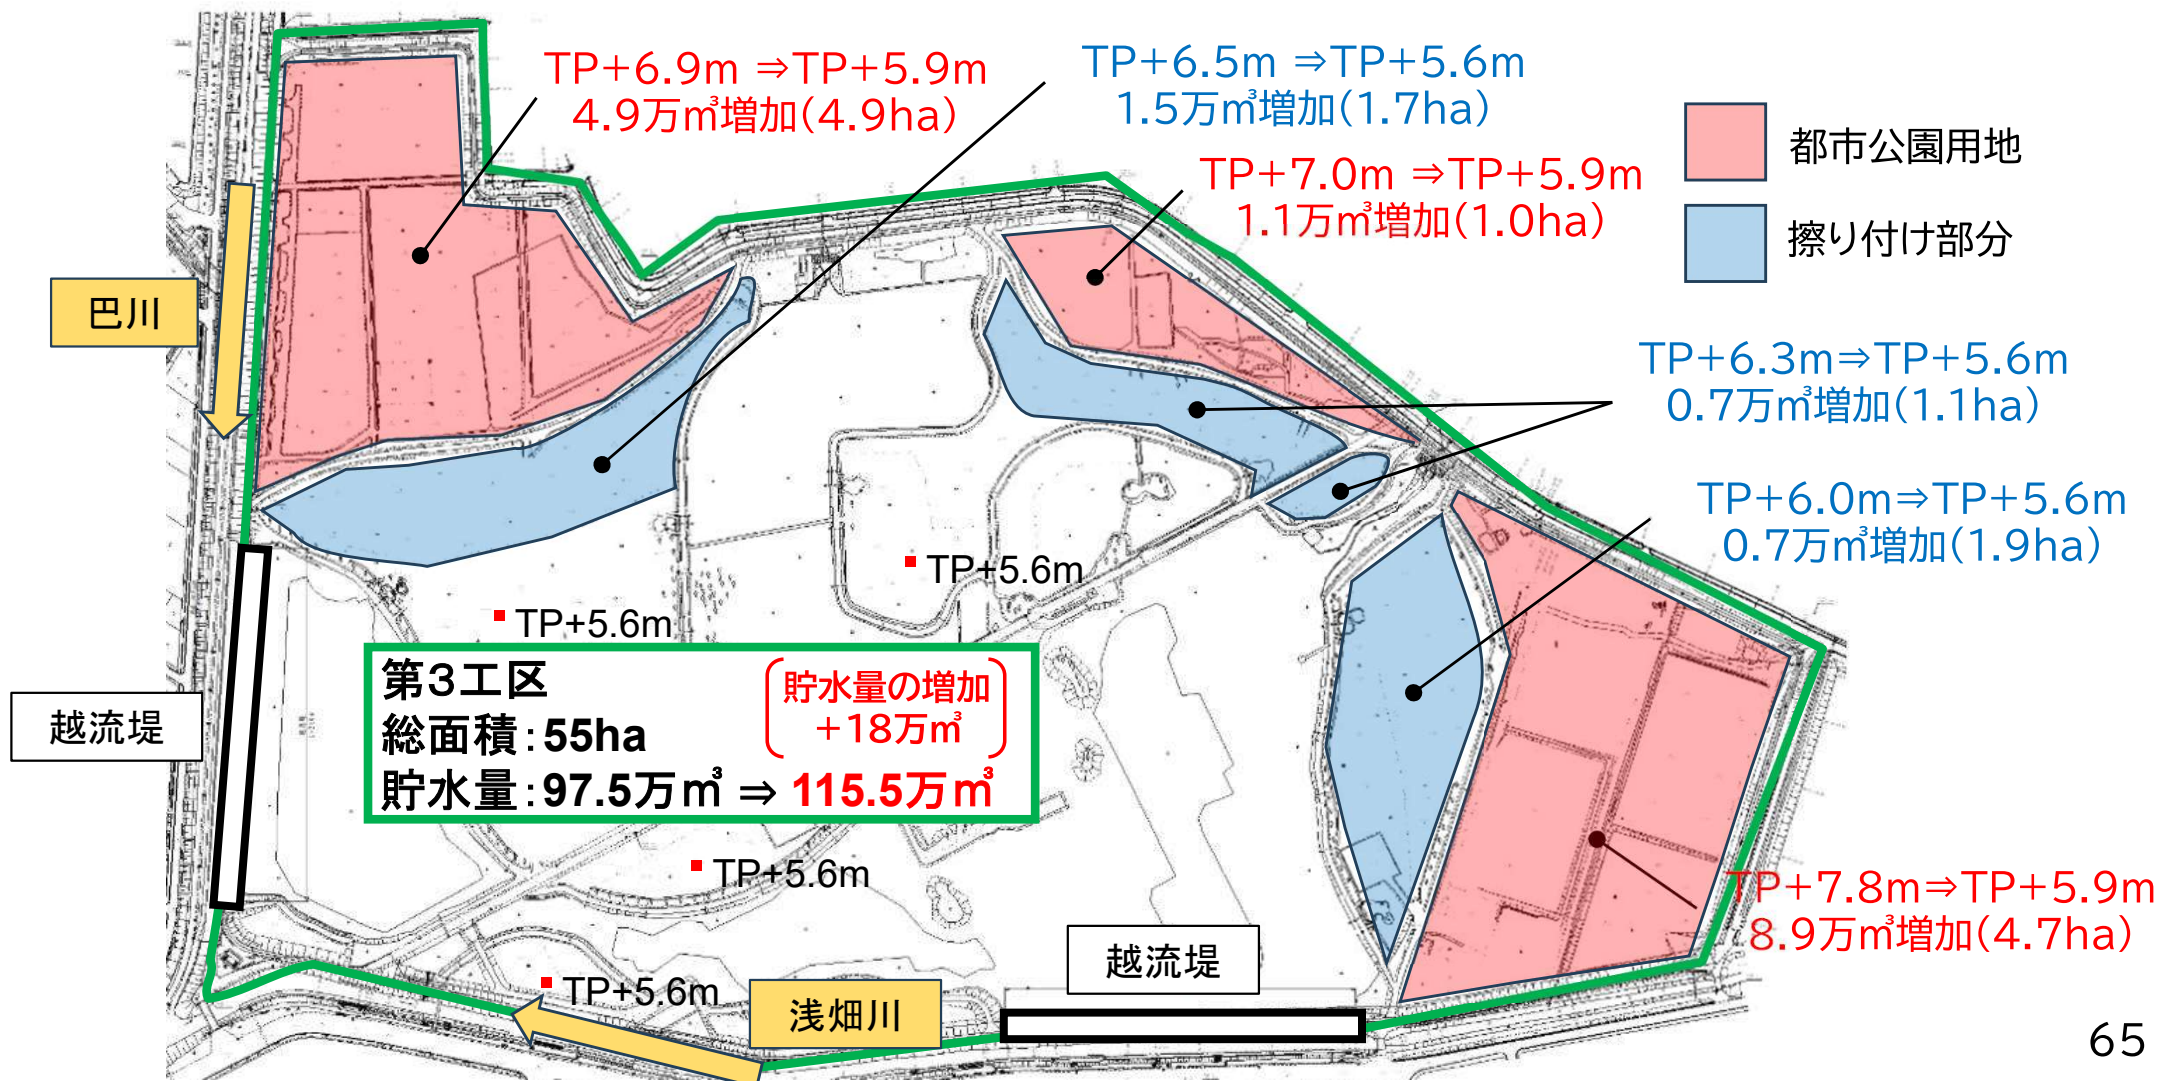 TP+6.9m ⇒TP+5.9m
4.9万㎥増加(4.9ha)
TP+6.5m ⇒TP+5.6m
1.5万㎥増加(1.7ha)
TP+7.0m ⇒TP+5.9m
1.1万㎥増加(1.0ha)
都市公園用地
擦り付け部分
巴川
TP+6.3m⇒TP+5.6m
0.7万㎥増加(1.1ha)
TP+6.0m⇒TP+5.6m
0.7万㎥増加(1.9ha)
TP+5.6m
TP+5.6m
第3工区
総面積:55ha
貯水量:97.5万㎥ ⇒ 115.5万㎥
貯水量の増加
+18万㎥
越流堤
TP+5.6m
TP+7.8m⇒TP+5.9m
8.9万㎥増加(4.7ha)
越流堤
TP+5.6m
浅畑川
65